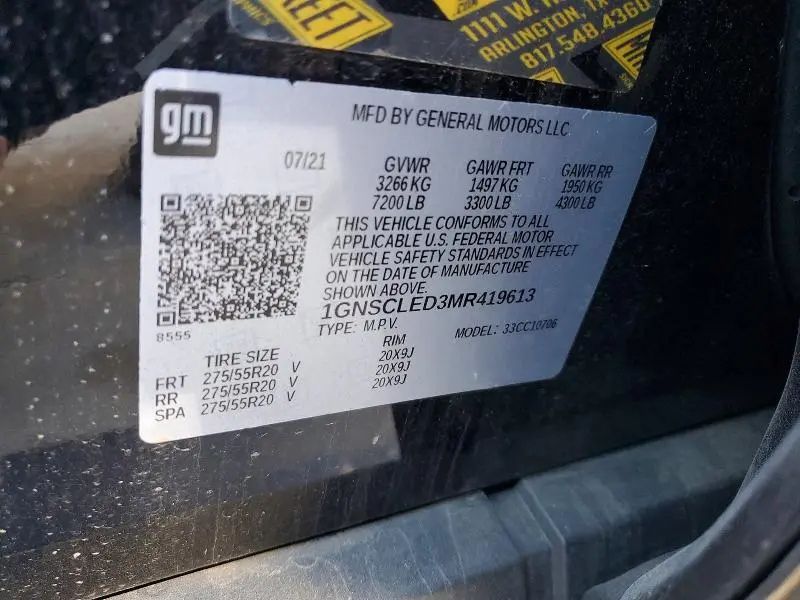 STREET
GRAPHICS
1111 W.
ARLINGTON, TX
817.548.4360
gm
MFD BY GENERAL MOTORS LLC
07/21 GVWR GAWR FRT GAWR RR
3266 KG 1497 KG 1950 KG
7200 LB 3300 LB 4300 LB
THIS VEHICLE CONFORMS TO ALL
APPLICABLE U.S. FEDERAL MOTOR
VEHICLE SAFETY STANDARDS IN EFFECT
ON THE DATE OF MANUFACTURE
SHOWN ABOVE.
1GNSCLED3MR419613
TYPE: M.P.V. MODEL: 33CC10706
8555
TIRE SIZE RIM
FRT 275/55R20 V 20X9J
RR 275/55R20 V 20X9J
SPA 275/55R20 V 20X9J